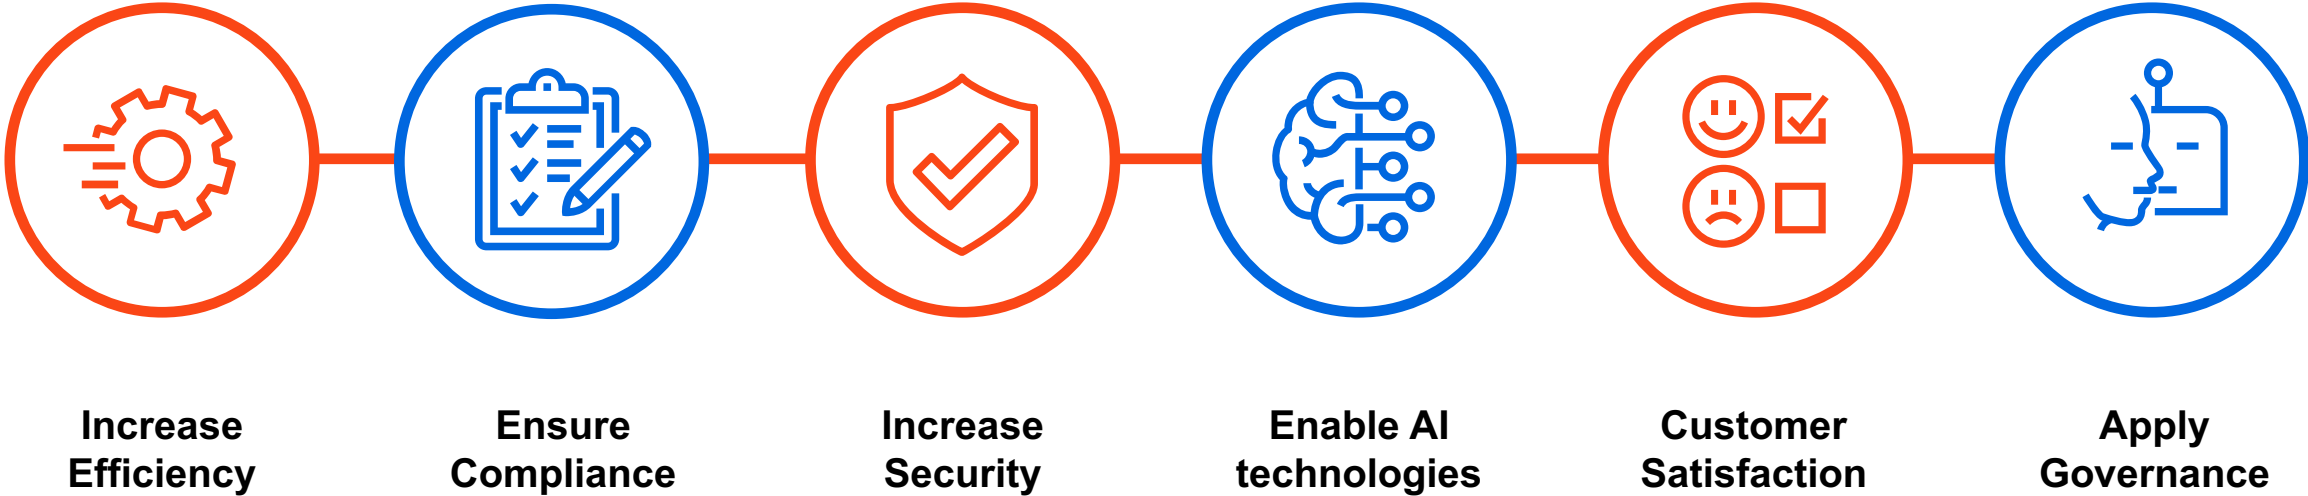 Increase
Efficiency
Ensure
Compliance
Increase
Security
Enable AI
technologies
Customer
Satisfaction
Apply
Governance